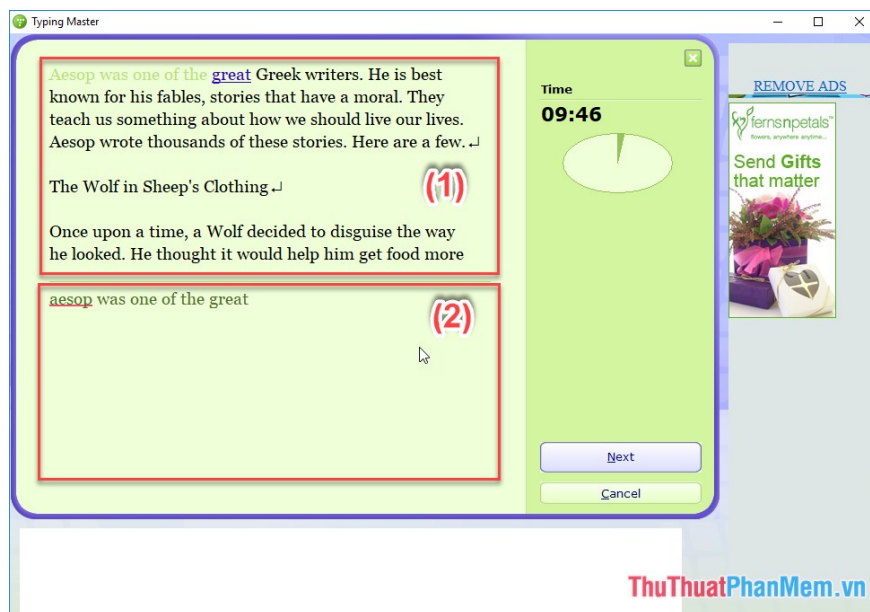 Typing Master
Aesop was one of the great Greek writers. He is best
known for his fables, stories that have a moral. They
teach us something about how we should live our lives.
Aesop wrote thousands of these stories. Here are a few.↵
The Wolf in Sheep's Clothing↵
(1)
Once upon a time, a Wolf decided to disguise the way
he looked. He thought it would help him get food more
aesop was one of the great
(2)
Time
09:46
Next
Cancel
REMOVE ADS
fernsnpetals™
flowers, anywhere anytime...
Send Gifts
that matter
ThuThuatPhanMem.vn